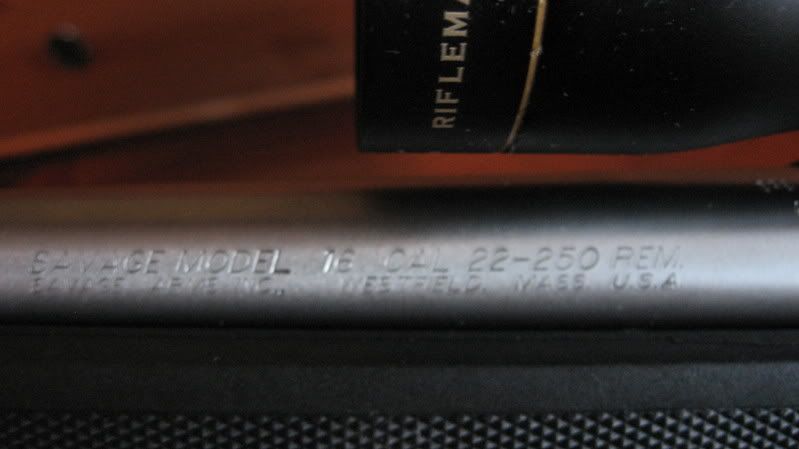 RIFLEMA
SAVAGE MODEL 16 CAL 22-250 REM.
SAVAGE ARMS INC. WESTFIELD, MASS. U.S.A.